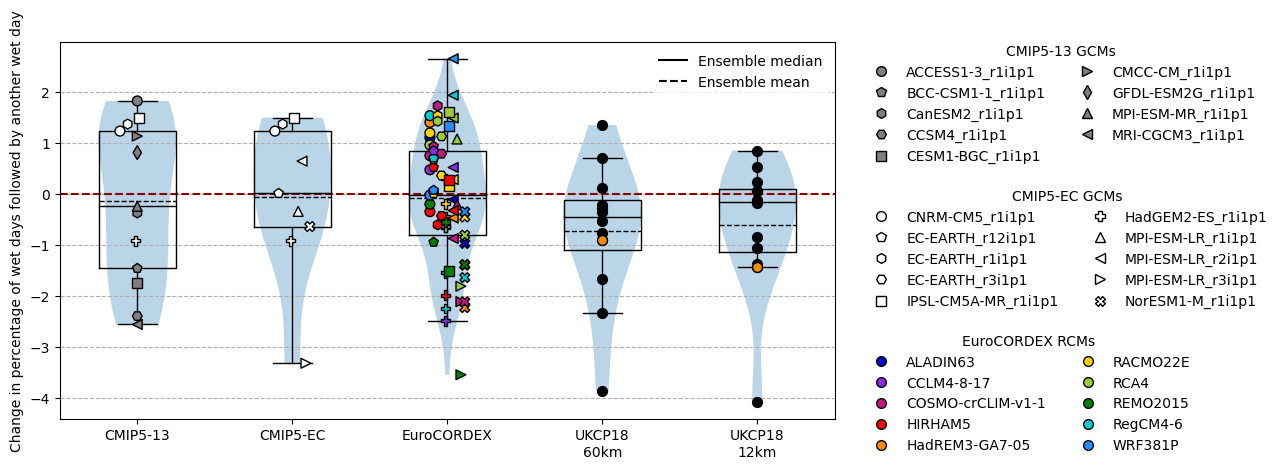 Change in percentage of wet days followed by another wet day
2
1
0
−1
−2
−3
−4
Ensemble median
Ensemble mean
CMIP5-13
CMIP5-EC
EuroCORDEX
UKCP18
60km
UKCP18
12km
CMIP5-13 GCMs
ACCESS1-3_r1i1p1
BCC-CSM1-1_r1i1p1
CanESM2_r1i1p1
CCSM4_r1i1p1
CESM1-BGC_r1i1p1
CMCC-CM_r1i1p1
GFDL-ESM2G_r1i1p1
MPI-ESM-MR_r1i1p1
MRI-CGCM3_r1i1p1
CMIP5-EC GCMs
CNRM-CM5_r1i1p1
EC-EARTH_r12i1p1
EC-EARTH_r1i1p1
EC-EARTH_r3i1p1
IPSL-CM5A-MR_r1i1p1
HadGEM2-ES_r1i1p1
MPI-ESM-LR_r1i1p1
MPI-ESM-LR_r2i1p1
MPI-ESM-LR_r3i1p1
NorESM1-M_r1i1p1
EuroCORDEX RCMs
ALADIN63
CCLM4-8-17
COSMO-crCLIM-v1-1
HIRHAM5
HadREM3-GA7-05
RACMO22E
RCA4
REMO2015
RegCM4-6
WRF381P